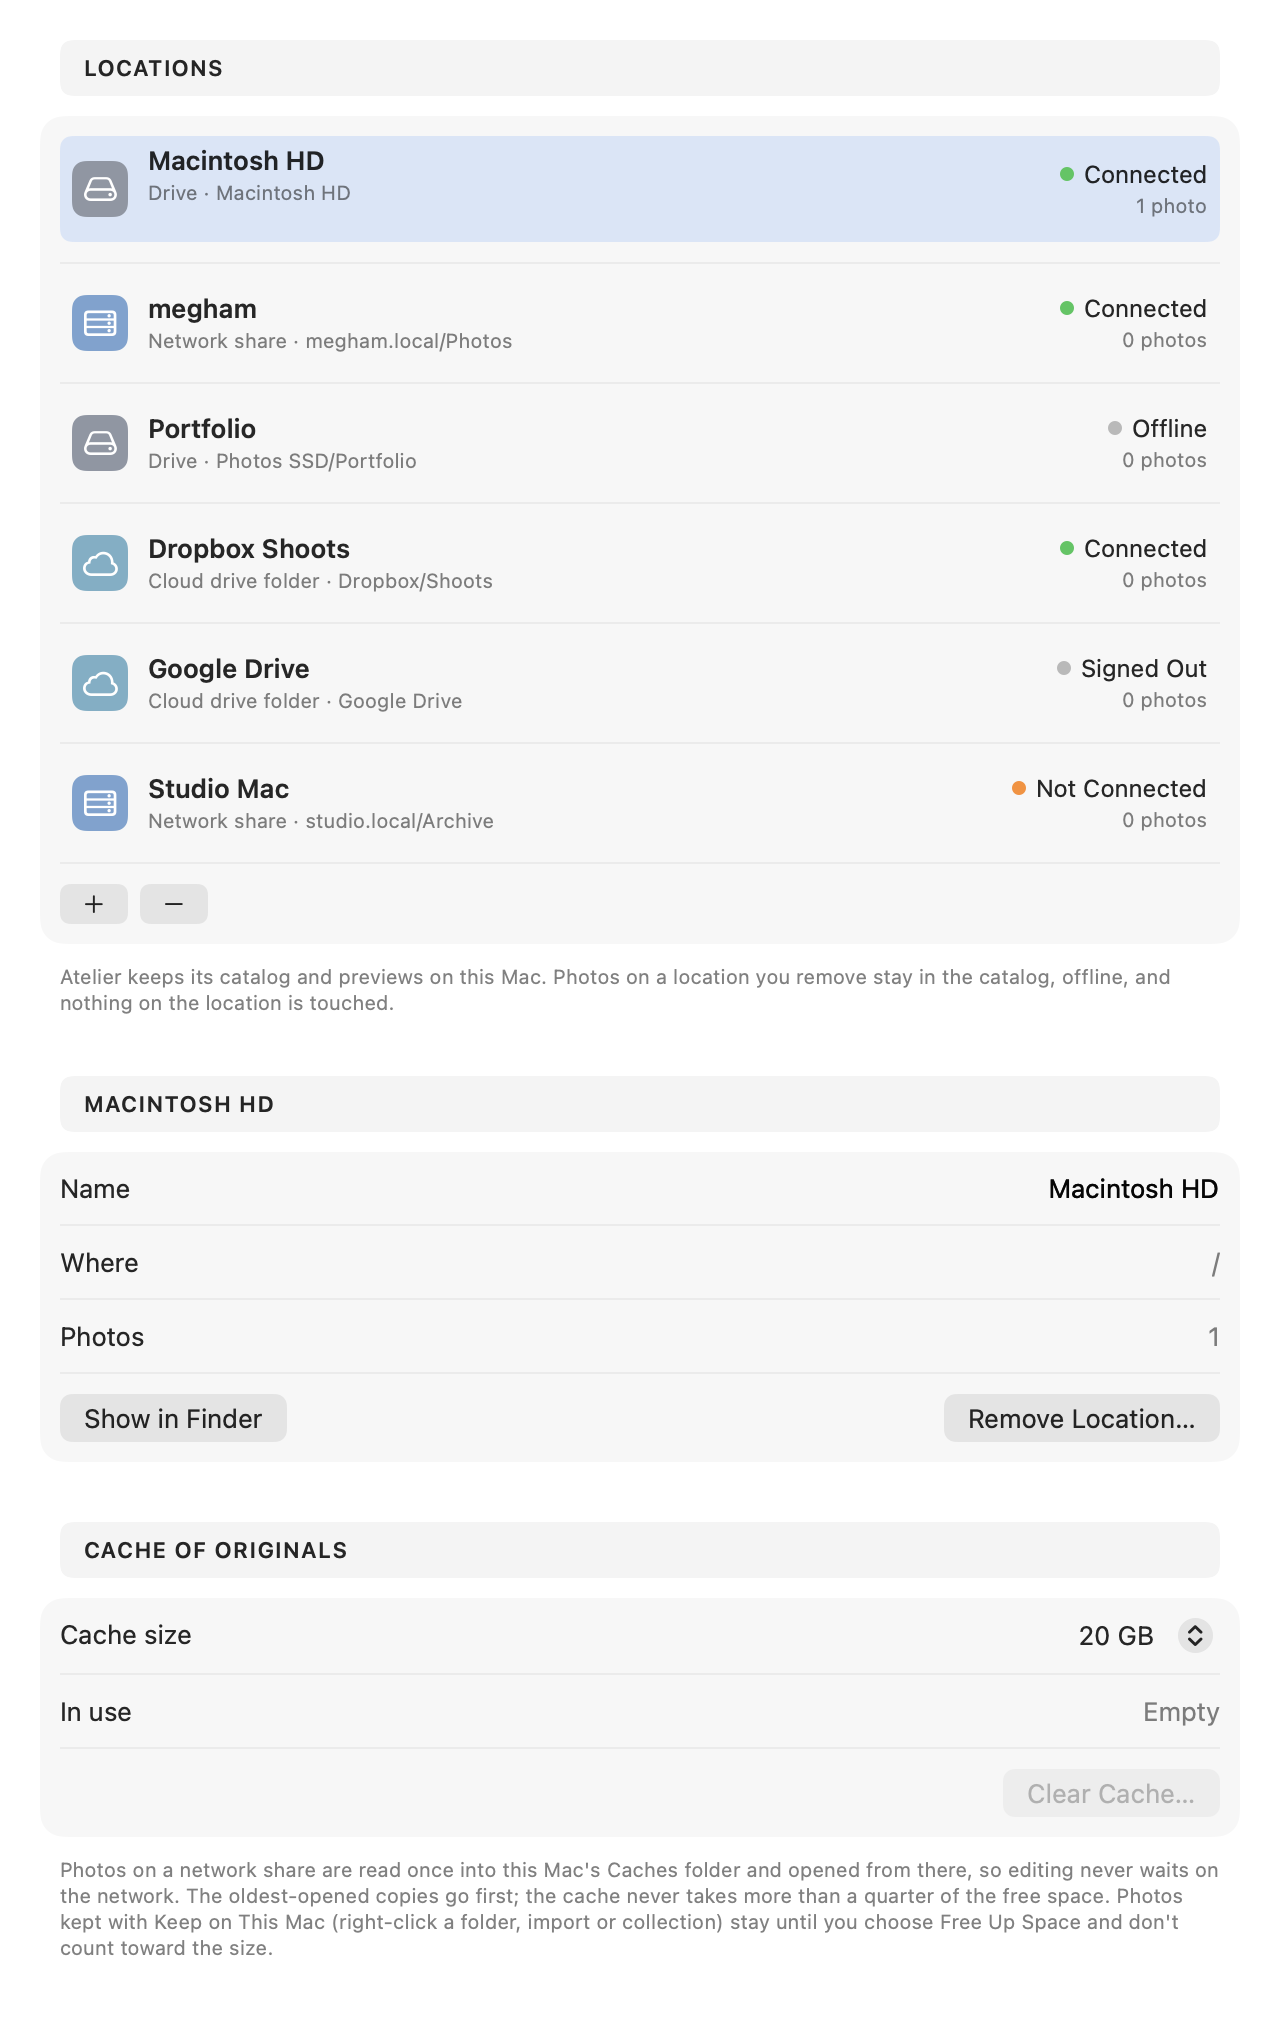 LOCATIONS
Macintosh HD
Drive · Macintosh HD
Connected
1 photo
megham
Network share · megham.local/Photos
Connected
0 photos
Portfolio
Drive · Photos SSD/Portfolio
Offline
0 photos
Dropbox Shoots
Cloud drive folder · Dropbox/Shoots
Connected
0 photos
Google Drive
Cloud drive folder · Google Drive
Signed Out
0 photos
Studio Mac
Network share · studio.local/Archive
Not Connected
0 photos
+ −
Atelier keeps its catalog and previews on this Mac. Photos on a location you remove stay in the catalog, offline, and
nothing on the location is touched.
MACINTOSH HD
Name Macintosh HD
Where /
Photos 1
Show in Finder Remove Location...
CACHE OF ORIGINALS
Cache size 20 GB
In use Empty
Clear Cache...
Photos on a network share are read once into this Mac's Caches folder and opened from there, so editing never waits on
the network. The oldest-opened copies go first; the cache never takes more than a quarter of the free space. Photos
kept with Keep on This Mac (right-click a folder, import or collection) stay until you choose Free Up Space and don't
count toward the size.